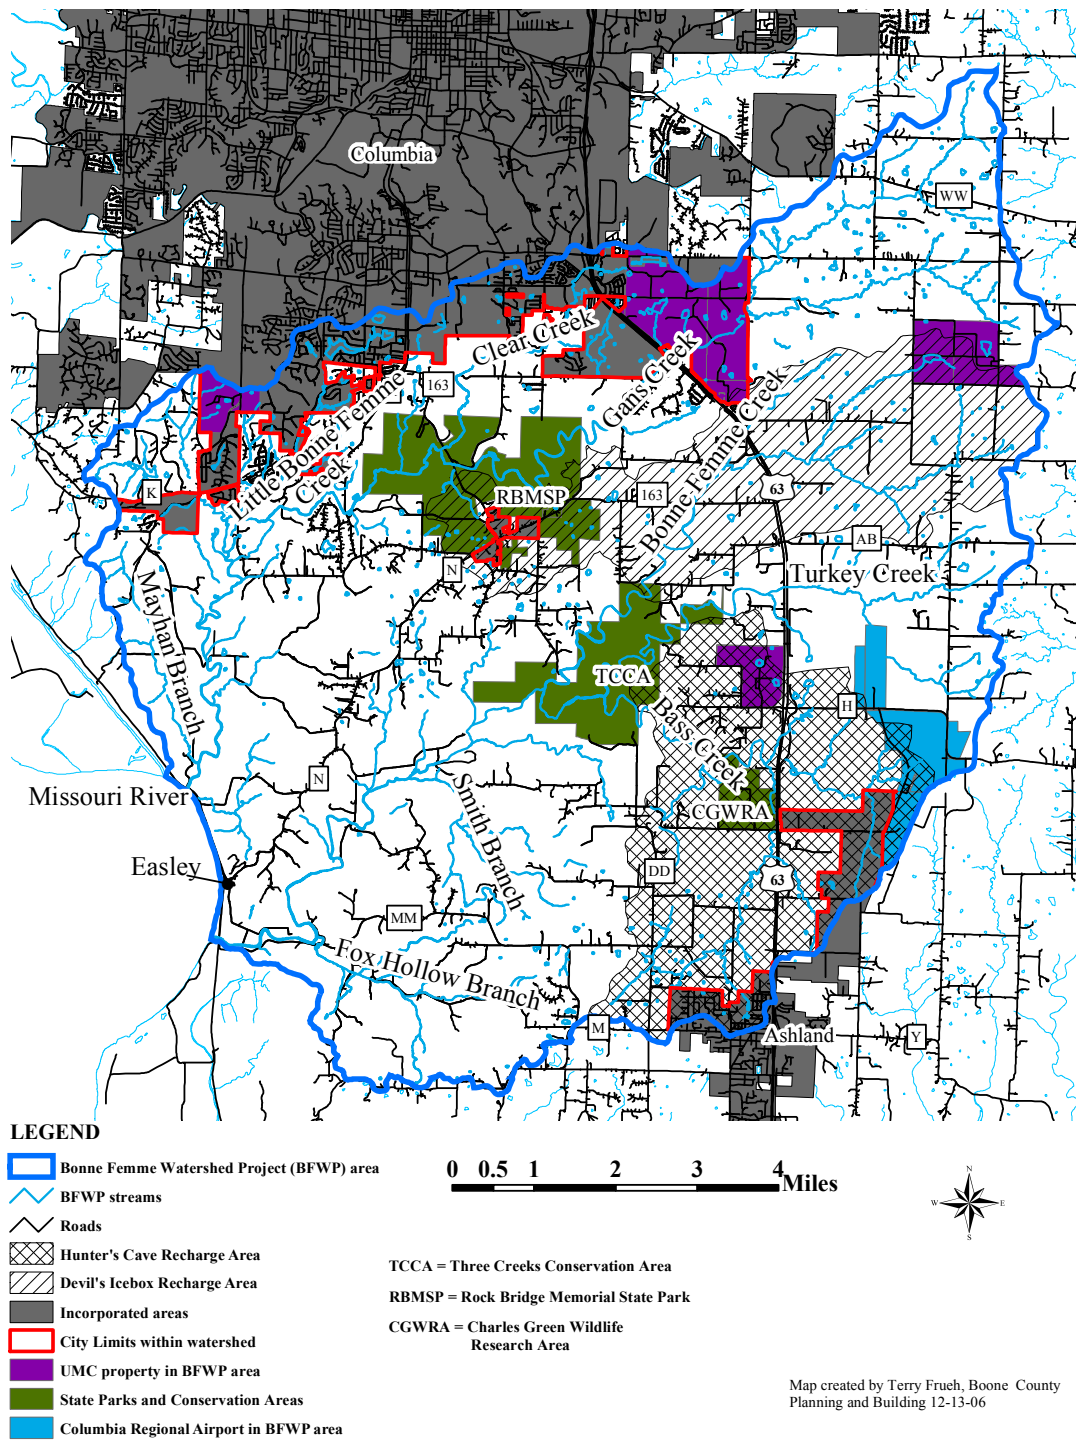 Columbia
WW
Clear Creek
163
Gans Creek
Little Bonne Femme
Creek
Bonne Femme Creek
K
RBMSP
163
63
AB
N
Turkey Creek
Mayhan Branch
TCCA
H
Bass Creek
N
Missouri River
Smith Branch
CGWRA
Easley
DD
63
MM
Fox Hollow Branch
M
Ashland
Y
LEGEND
Bonne Femme Watershed Project (BFWP) area
BFWP streams
Roads
Hunter's Cave Recharge Area
Devil's Icebox Recharge Area
Incorporated areas
City Limits within watershed
UMC property in BFWP area
State Parks and Conservation Areas
Columbia Regional Airport in BFWP area
0 0.5 1 2 3 4
Miles
N
W E
S
TCCA = Three Creeks Conservation Area
RBMSP = Rock Bridge Memorial State Park
CGWRA = Charles Green Wildlife
Research Area
Map created by Terry Frueh, Boone County
Planning and Building 12-13-06